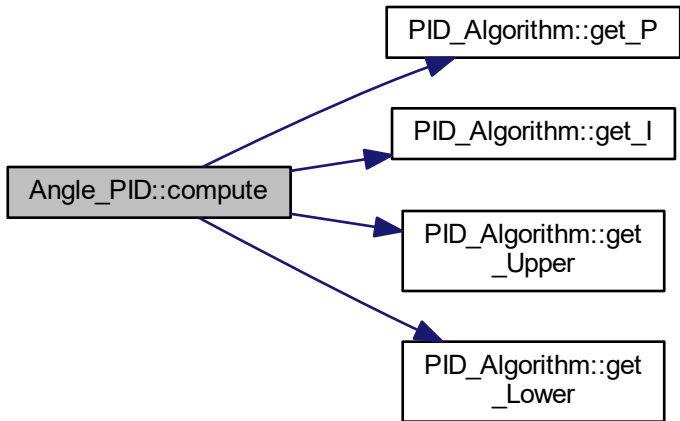 PID_Algorithm::get_P
PID_Algorithm::get_I
Angle_PID::compute
PID_Algorithm::get
_Upper
PID_Algorithm::get
_Lower